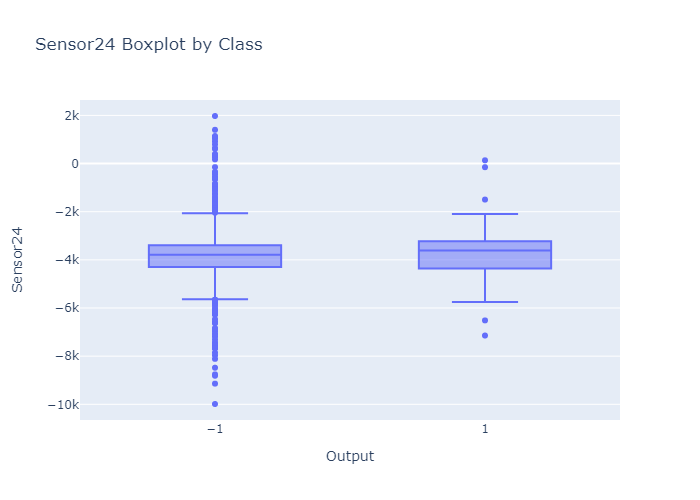 Sensor24 Boxplot by Class
2k
0
−2k
−4k
−6k
−8k
−10k
Sensor24
−1
1
Output